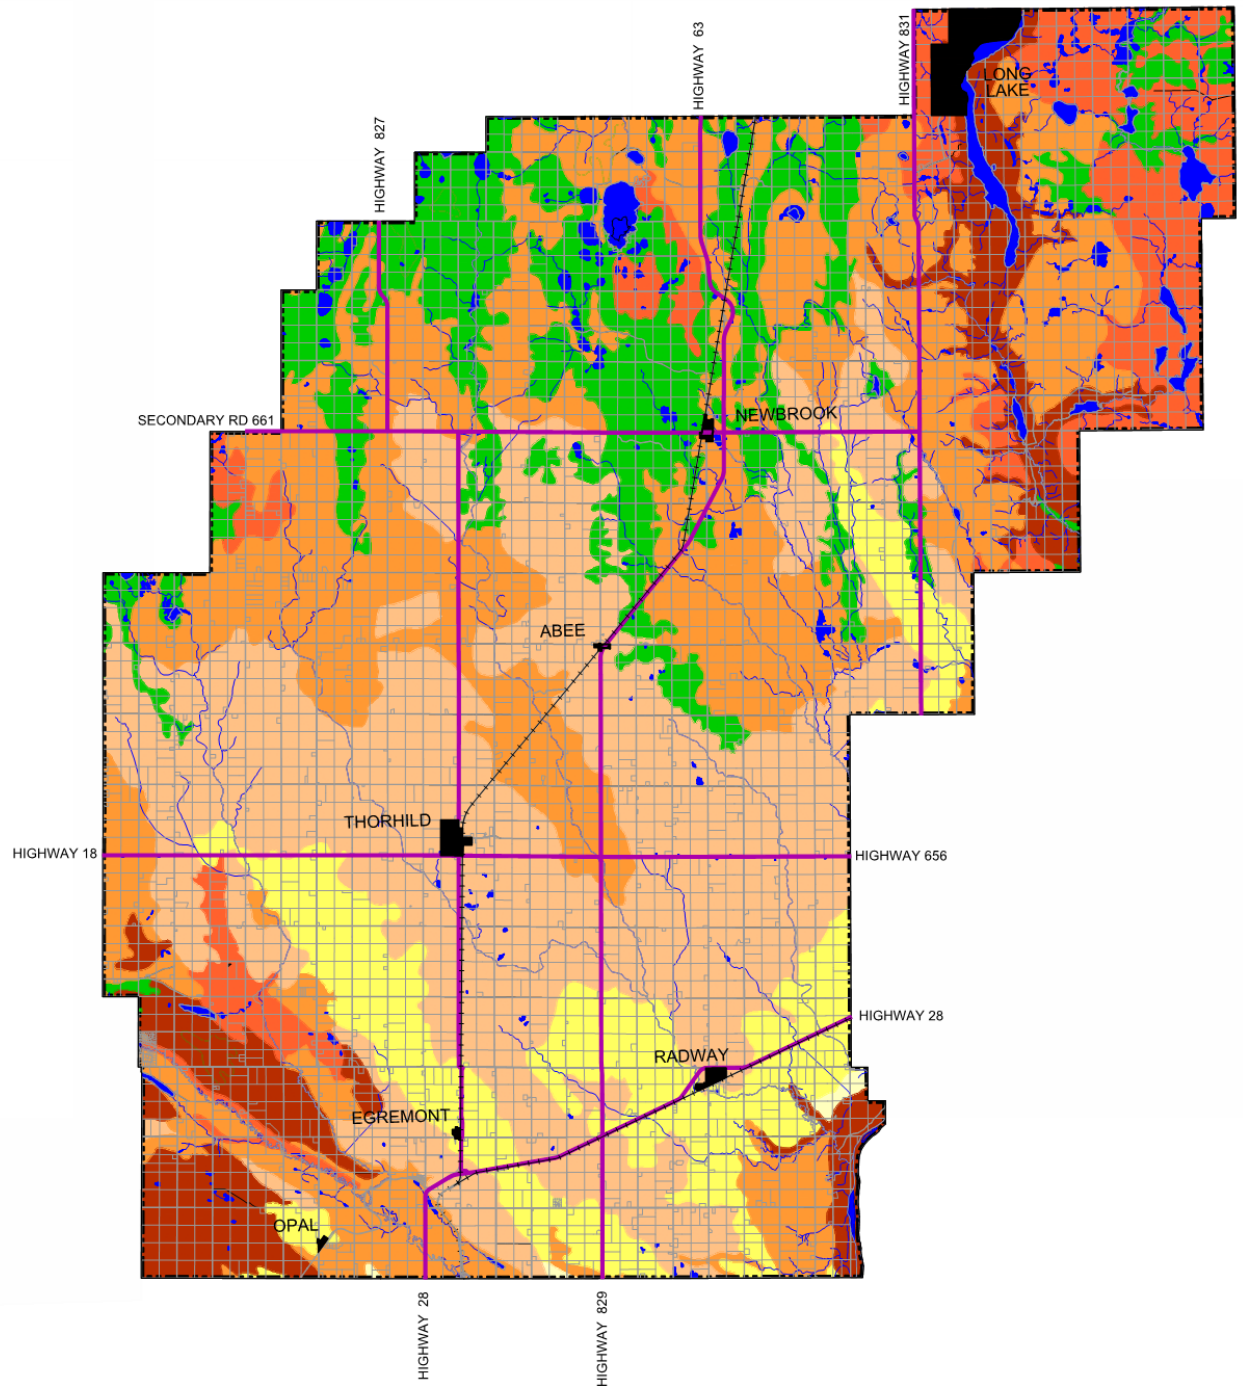 HIGHWAY 63
HIGHWAY 831
LONG
LAKE
HIGHWAY 827
SECONDARY RD 661
NEWBROOK
ABEE
THORHILD
HIGHWAY 18
HIGHWAY 656
HIGHWAY 28
RADWAY
EGREMONT
OPAL
HIGHWAY 28
HIGHWAY 829